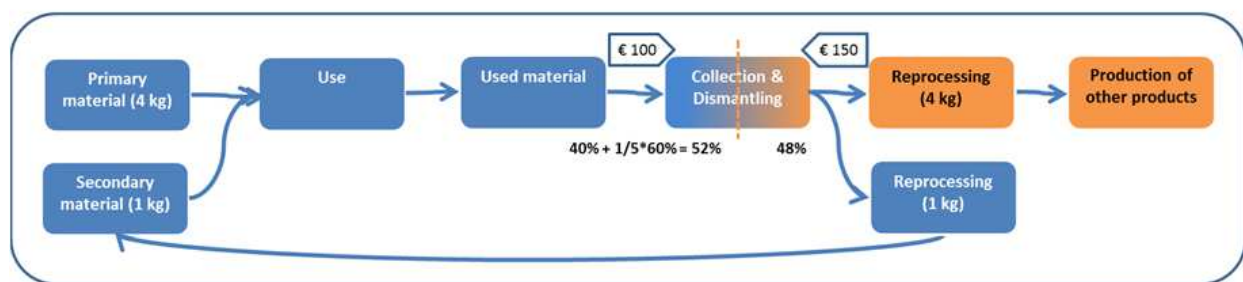 € 100
€ 150
Primary
material (4 kg)
Use
Used material
Collection &
Dismantling
Reprocessing
(4 kg)
Production of
other products
40% + 1/5*60% = 52%
48%
Secondary
material (1 kg)
Reprocessing
(1 kg)